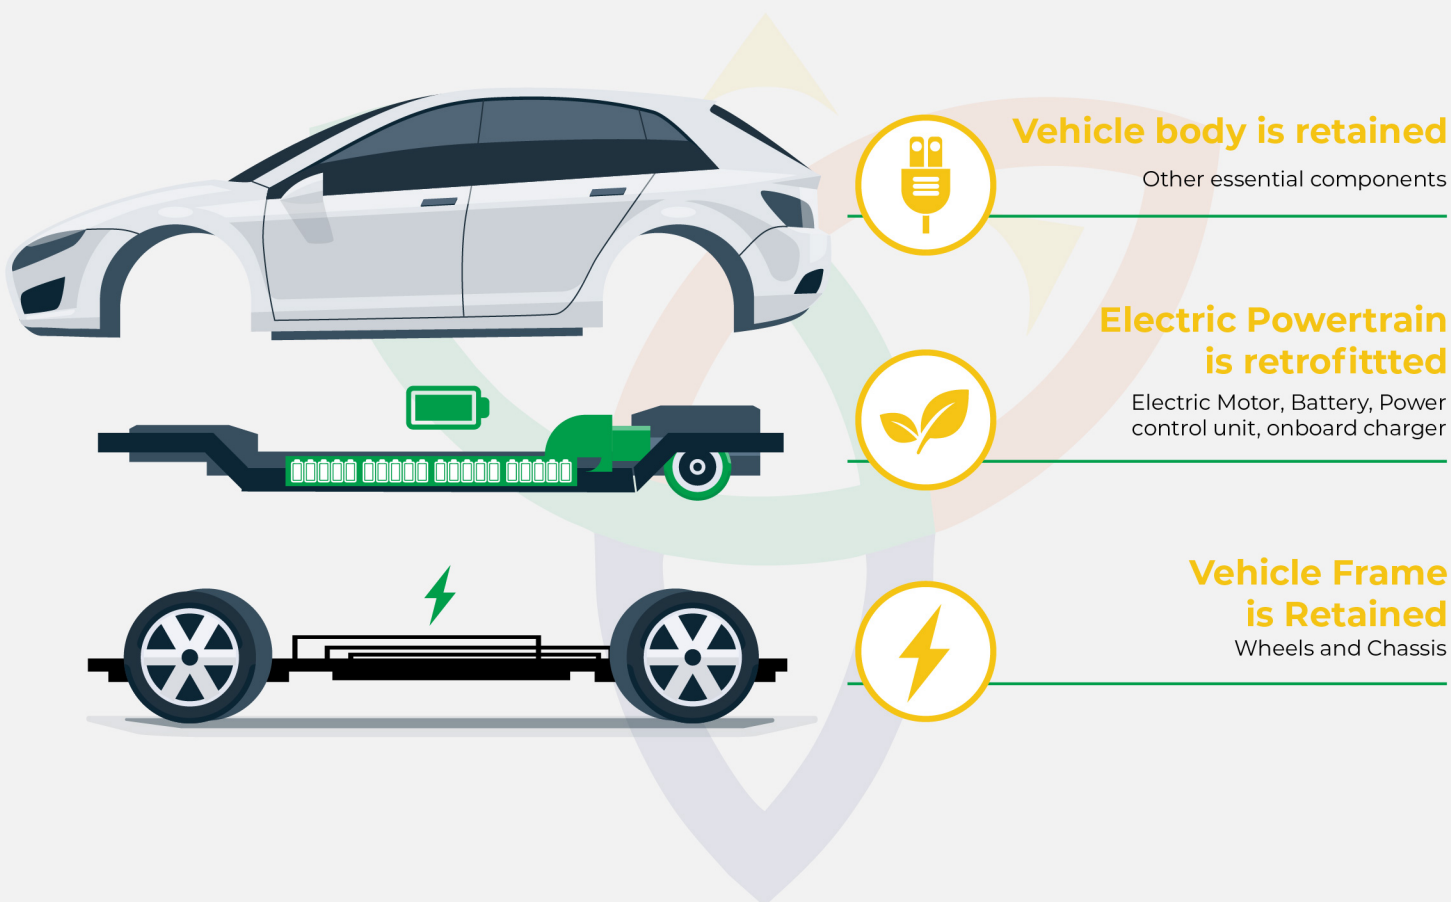 Vehicle body is retained
Other essential components
Electric Powertrain
is retrofittted
Electric Motor, Battery, Power
control unit, onboard charger
Vehicle Frame
is Retained
Wheels and Chassis